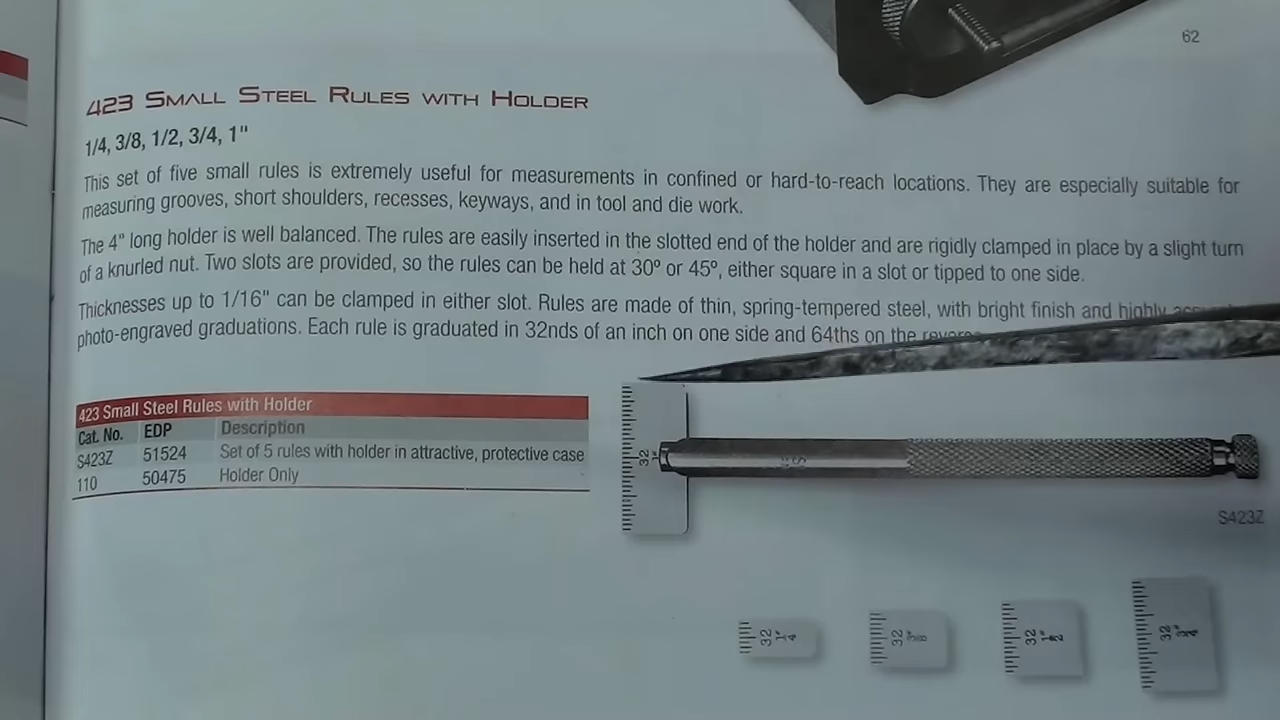 62
423 SMALL STEEL RULES WITH HOLDER
1/4, 3/8, 1/2, 3/4, 1"
This set of five small rules is extremely useful for measurements in confined or hard-to-reach locations. They are especially suitable for
measuring grooves, short shoulders, recesses, keyways, and in tool and die work.
The 4" long holder is well balanced. The rules are easily inserted in the slotted end of the holder and are rigidly clamped in place by a slight turn
of a knurled nut. Two slots are provided, so the rules can be held at 30º or 45º, either square in a slot or tipped to one side.
Thicknesses up to 1/16" can be clamped in either slot. Rules are made of thin, spring-tempered steel, with bright finish and highly
photo-engraved graduations. Each rule is graduated in 32nds of an inch on one side and 64ths on the
423 Small Steel Rules with Holder
Cat. No. EDP Description
S423Z 51524 Set of 5 rules with holder in attractive, protective case
110 50475 Holder Only
32
S423Z
32 1/4"
32 3/8"
32 1/2"
32 3/4"